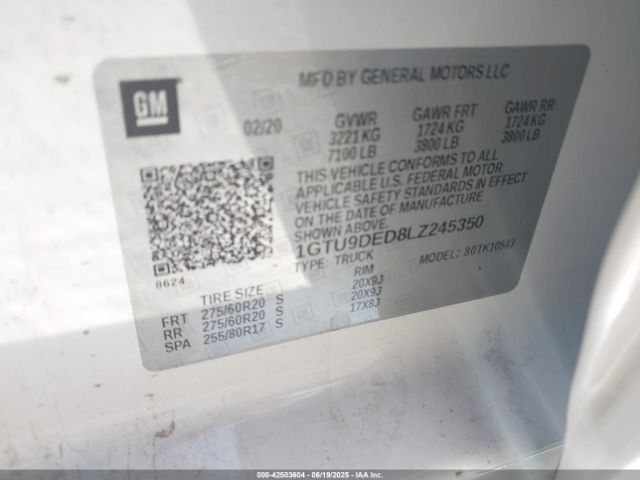 GM
MFD BY GENERAL MOTORS LLC
02/20 GVWR GAWR FRT GAWR RR
3221 KG 1724 KG 1724 KG
7100 LB 3800 LB 3800 LB
THIS VEHICLE CONFORMS TO ALL
APPLICABLE U.S. FEDERAL MOTOR
VEHICLE SAFETY STANDARDS IN EFFECT
ON THE DATE OF MANUFACTURE
SHOWN ABOVE.
1GTU9DED8LZ245350
TYPE: TRUCK MODEL: 80TK10543
8624
TIRE SIZE RIM
FRT 275/60R20 S 20X9J
RR 275/60R20 S 20X9J
SPA 255/80R17 S 17X8J
000-42503604 - 06/19/2025 - IAA Inc.